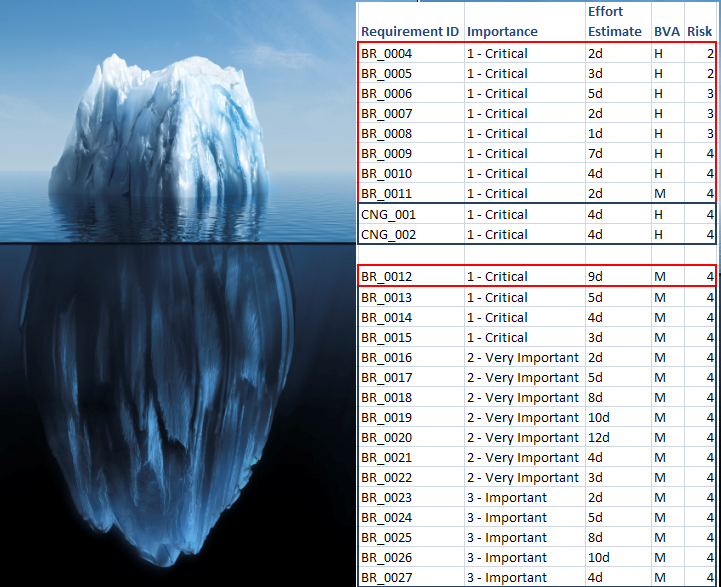 Effort
Requirement ID Importance Estimate BVA Risk
BR_0004 1 - Critical 2d H 2
BR_0005 1 - Critical 3d H 2
BR_0006 1 - Critical 5d H 3
BR_0007 1 - Critical 2d H 3
BR_0008 1 - Critical 1d H 3
BR_0009 1 - Critical 7d H 4
BR_0010 1 - Critical 4d H 4
BR_0011 1 - Critical 2d M 4
CNG_001 1 - Critical 4d H 4
CNG_002 1 - Critical 4d H 4
BR_0012 1 - Critical 9d M 4
BR_0013 1 - Critical 5d M 4
BR_0014 1 - Critical 4d M 4
BR_0015 1 - Critical 3d M 4
BR_0016 2 - Very Important 2d M 4
BR_0017 2 - Very Important 5d M 4
BR_0018 2 - Very Important 8d M 4
BR_0019 2 - Very Important 10d M 4
BR_0020 2 - Very Important 12d M 4
BR_0021 2 - Very Important 4d M 4
BR_0022 2 - Very Important 3d M 4
BR_0023 3 - Important 2d M 4
BR_0024 3 - Important 5d M 4
BR_0025 3 - Important 8d M 4
BR_0026 3 - Important 10d M 4
BR_0027 3 - Important 4d M 4